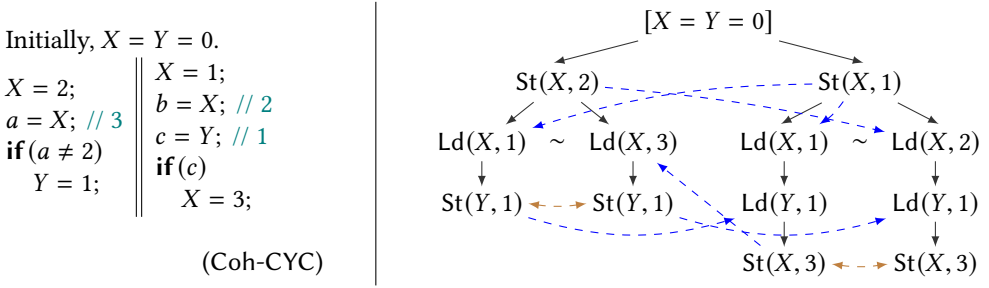 Initially, X = Y = 0.
X = 2;
a = X; // 3
if (a ≠ 2)
Y = 1;
X = 1;
b = X; // 2
c = Y; // 1
if (c)
X = 3;
(Coh-CYC)
[X = Y = 0]
St(X, 2) St(X, 1)
Ld(X, 1) ~ Ld(X, 3) Ld(X, 1) ~ Ld(X, 2)
St(Y, 1) St(Y, 1) Ld(Y, 1) Ld(Y, 1)
St(X, 3) St(X, 3)